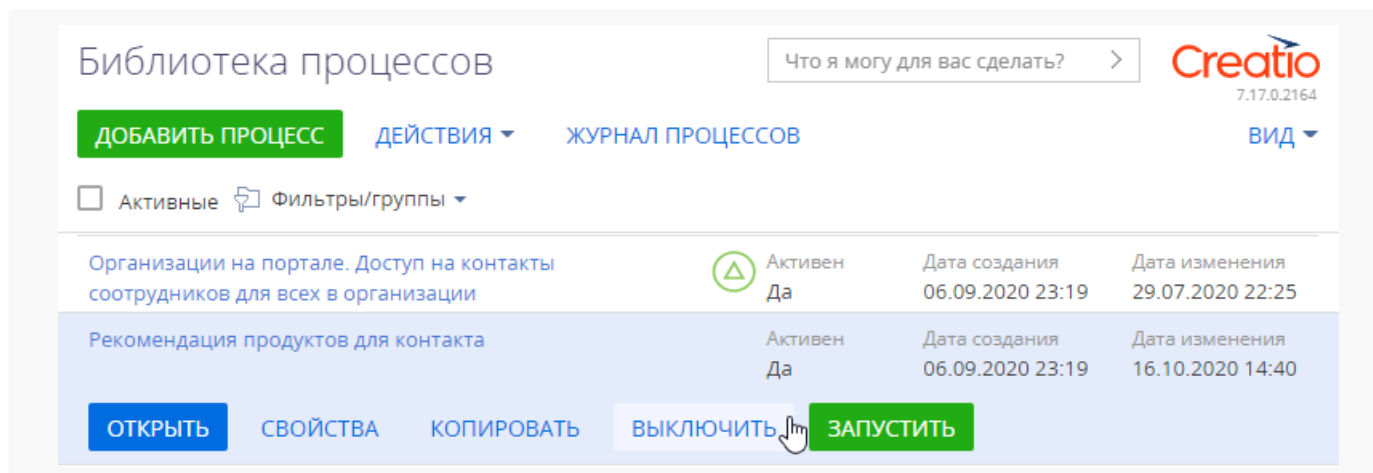 Библиотека процессов
Что я могу для вас сделать?
Creatio
7.17.0.2164
ДОБАВИТЬ ПРОЦЕСС ДЕЙСТВИЯ ЖУРНАЛ ПРОЦЕССОВ ВИД
Активные Фильтры/группы
Организации на портале. Доступ на контакты
соотрудников для всех в организации
Активен Дата создания Дата изменения
Да 06.09.2020 23:19 29.07.2020 22:25
Рекомендация продуктов для контакта Активен Дата создания Дата изменения
Да 06.09.2020 23:19 16.10.2020 14:40
ОТКРЫТЬ СВОЙСТВА КОПИРОВАТЬ ВЫКЛЮЧИТЬ ЗАПУСТИТЬ